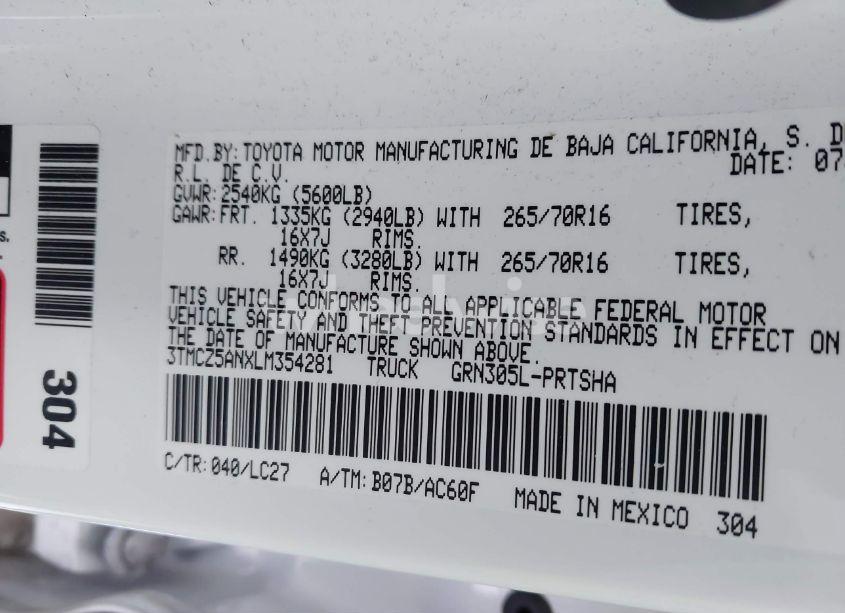 MFD.BY: TOYOTA MOTOR MANUFACTURING DE BAJA CALIFORNIA, S. D
R.L. DE C.V. DATE: 07
GVWR: 2540KG (5600LB)
GAWR: FRT. 1335KG (2940LB) WITH 265/70R16 TIRES,
16X7J RIMS.
RR. 1490KG (3280LB) WITH 265/70R16 TIRES,
16X7J RIMS.
THIS VEHICLE CONFORMS TO ALL APPLICABLE FEDERAL MOTOR
VEHICLE SAFETY AND THEFT PREVENTION STANDARDS IN EFFECT ON
THE DATE OF MANUFACTURE SHOWN ABOVE.
3TMCZ5ANXLM354281 TRUCK GRN305L-PRTSHA
C/TR: 040/LC27 A/TM: B07B/AC60F MADE IN MEXICO 304
304
s.